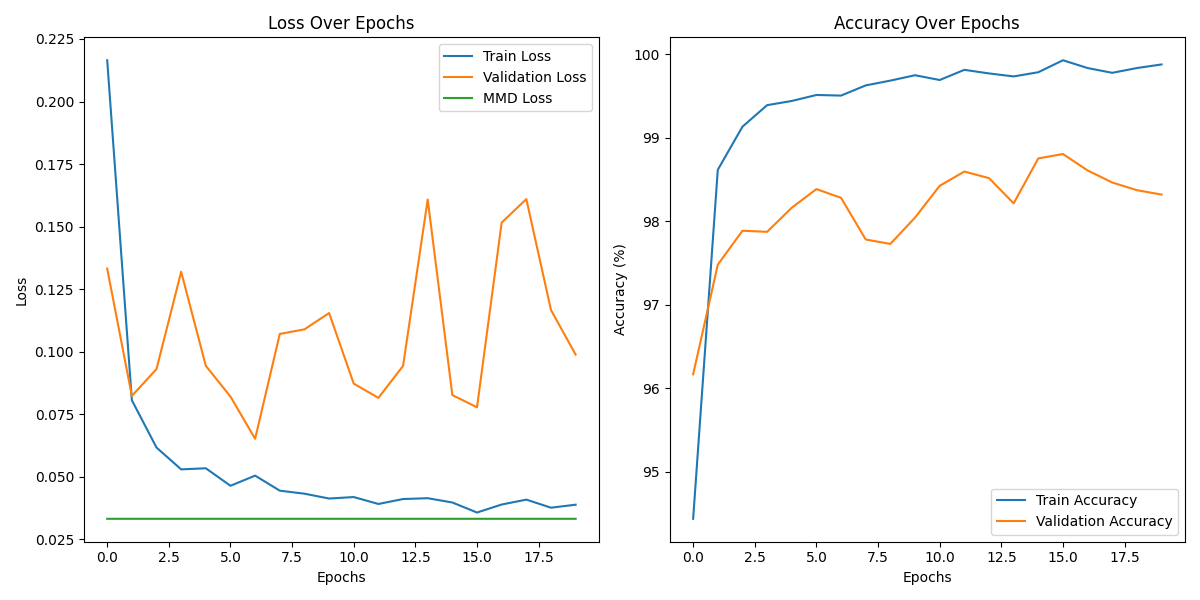 Loss Over Epochs
0.225
0.200
0.175
0.150
0.125
0.100
0.075
0.050
0.025
Loss
Train Loss
Validation Loss
MMD Loss
0.0 2.5 5.0 7.5 10.0 12.5 15.0 17.5
Epochs
Accuracy Over Epochs
100
99
98
97
96
95
Accuracy (%)
Train Accuracy
Validation Accuracy
0.0 2.5 5.0 7.5 10.0 12.5 15.0 17.5
Epochs